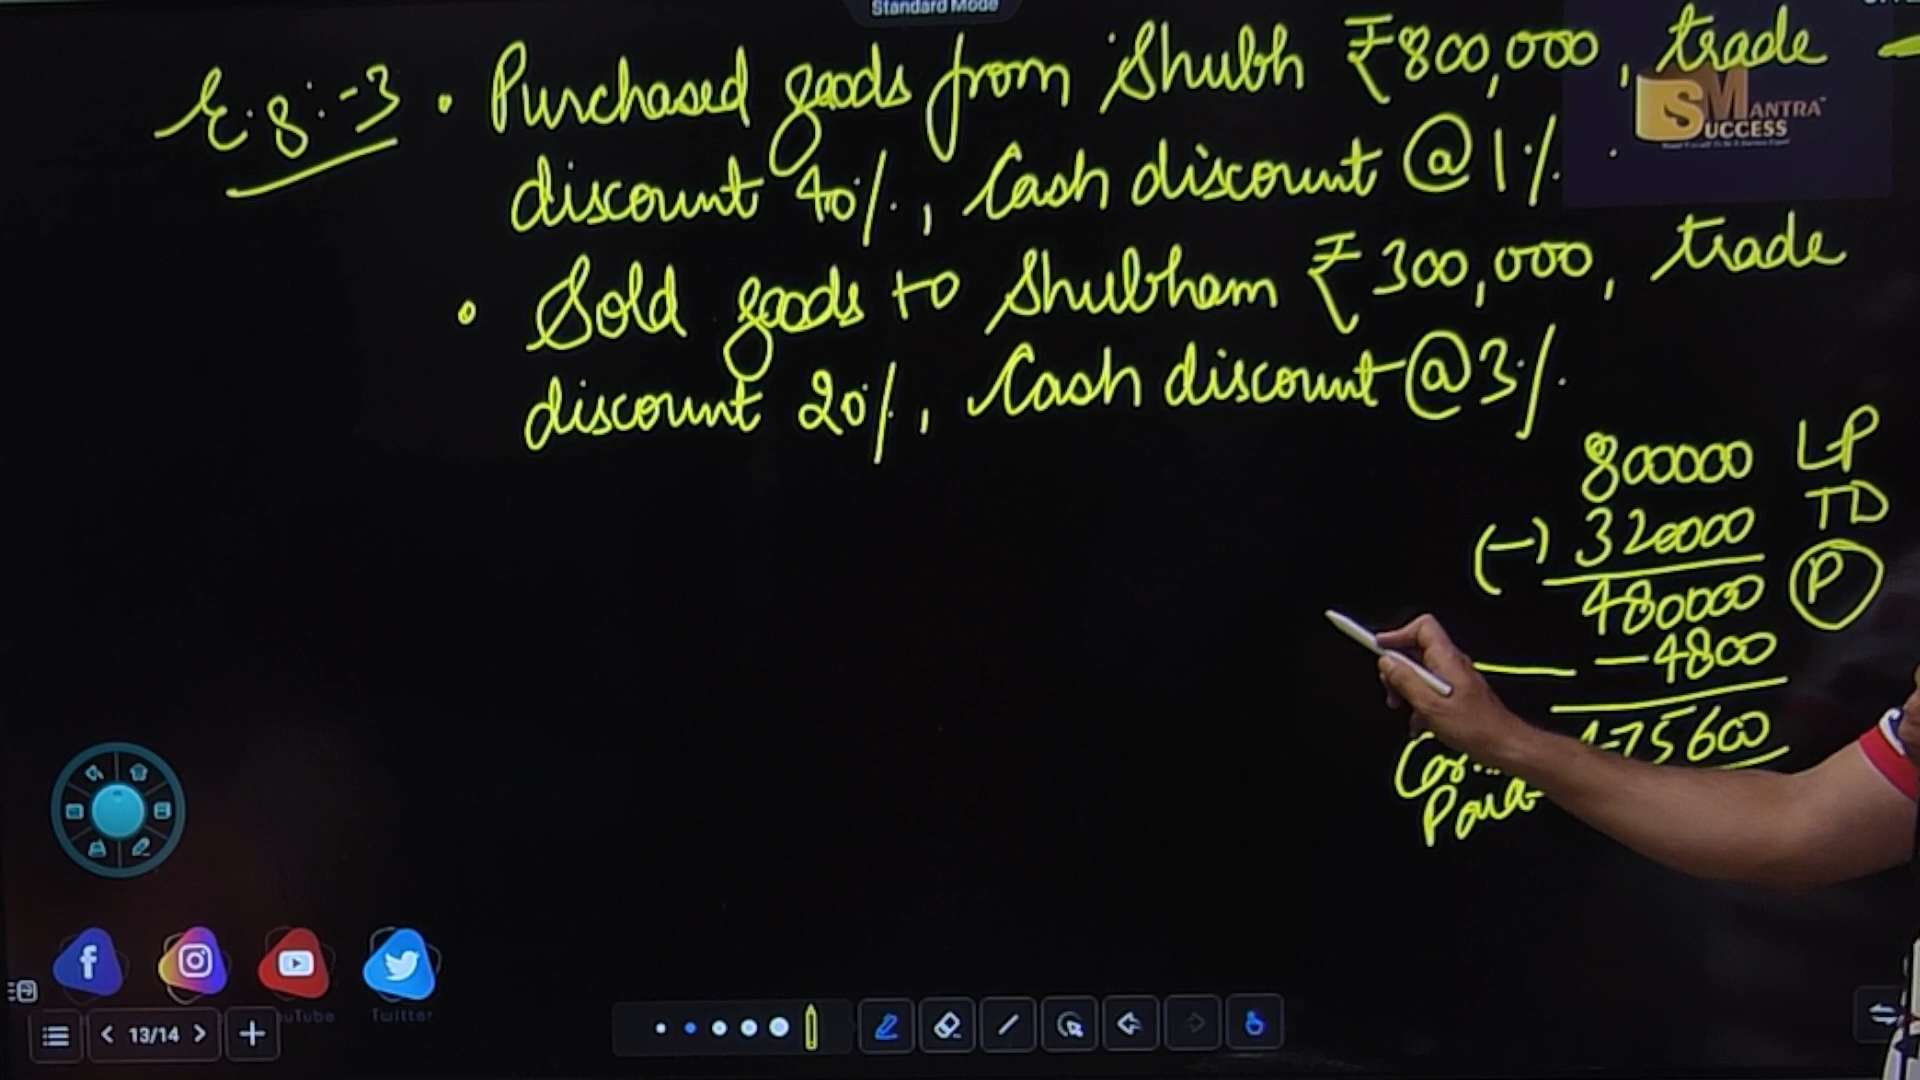 Standard Mode
E.g:-3 • Purchased goods from Shubh ₹800,000, trade
discount 40%, Cash discount @1%.
• Sold goods to Shubham ₹300,000, trade
discount 20%, Cash discount @3%.
SUCCESS MANTRA
800000 LP
(-) 320000 TD
480000 P
-4800
475600
Paid
Twitter
13/14